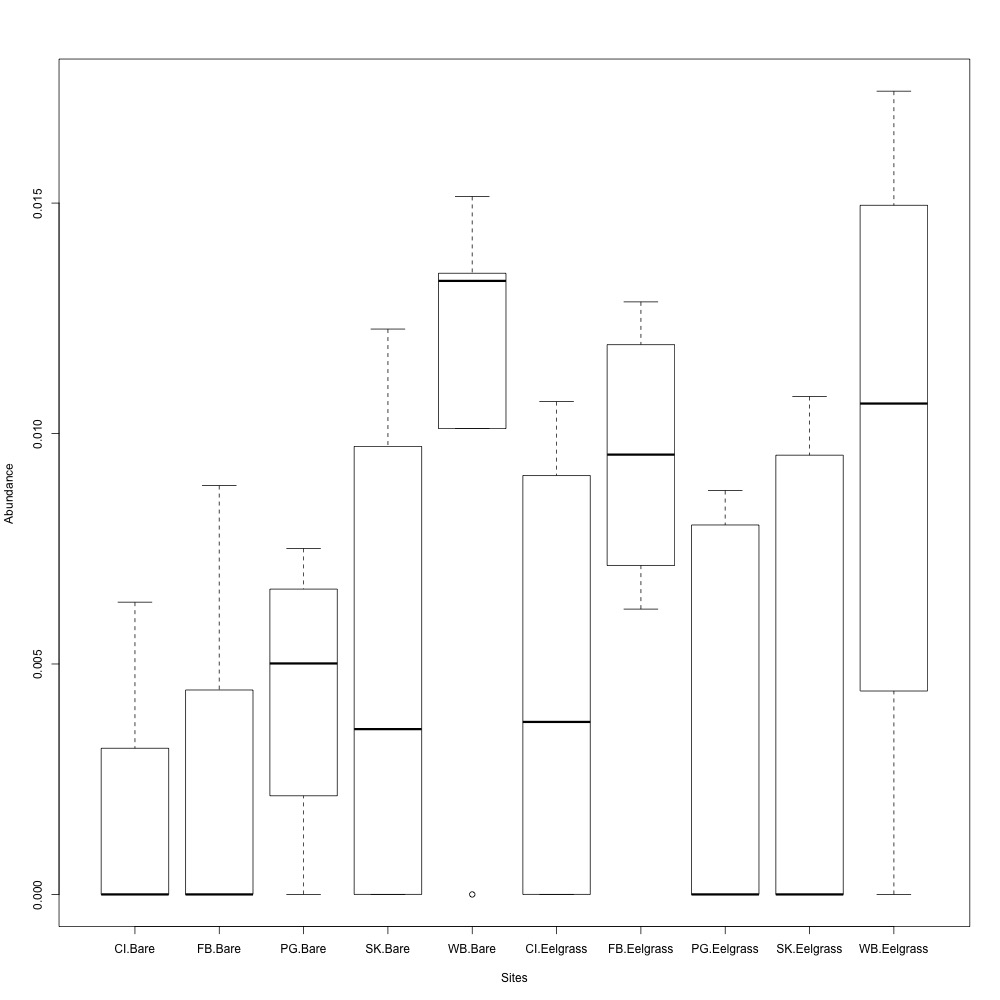 Abundance
0.015
0.010
0.005
0.000
CI.Bare FB.Bare PG.Bare SK.Bare WB.Bare CI.Eelgrass FB.Eelgrass PG.Eelgrass SK.Eelgrass WB.Eelgrass
Sites